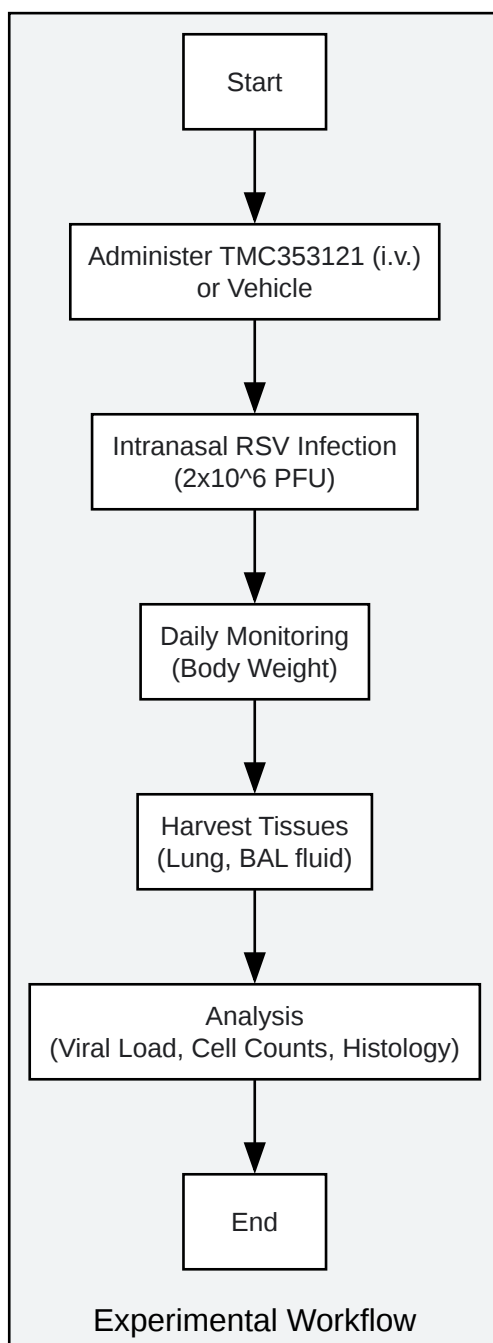 Start
Administer TMC353121 (i.v.)
or Vehicle
Intranasal RSV Infection
(2x10^6 PFU)
Daily Monitoring
(Body Weight)
Harvest Tissues
(Lung, BAL fluid)
Analysis
(Viral Load, Cell Counts, Histology)
End
Experimental Workflow